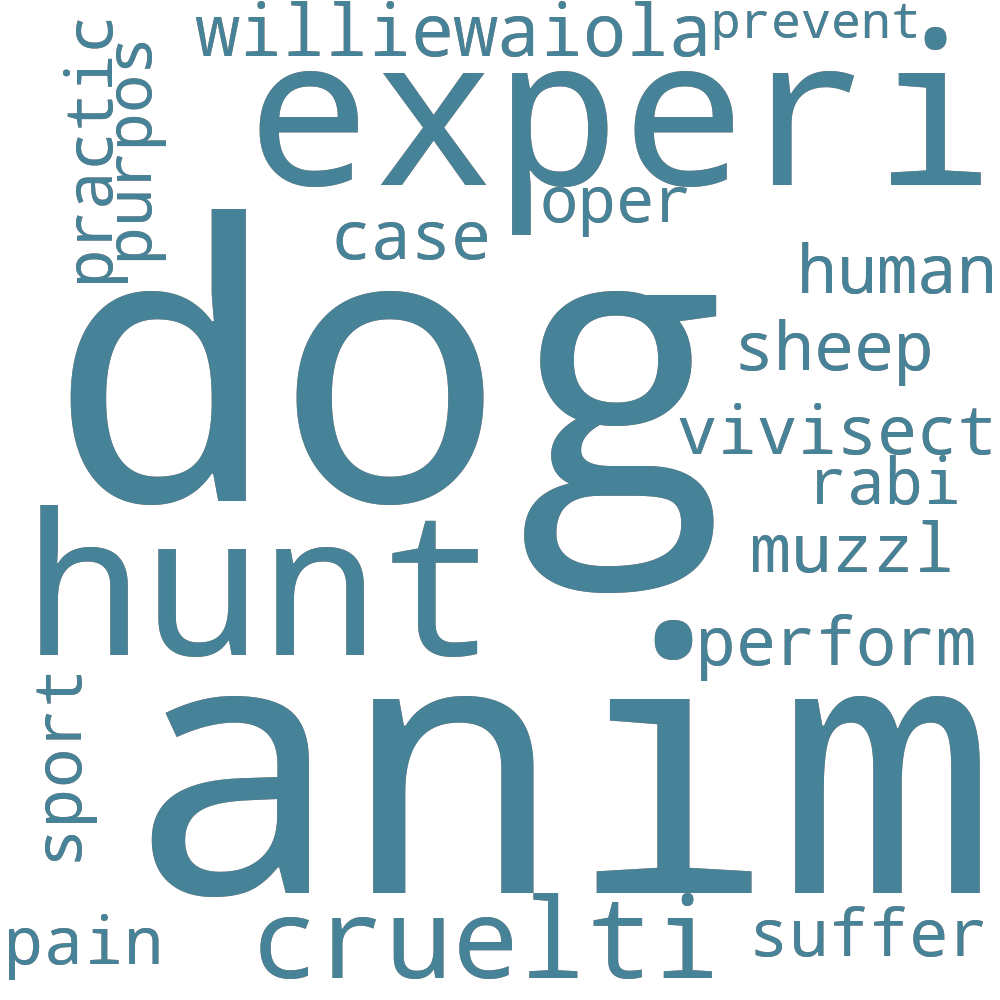 williewaiola
prevent
practic
purpos
experi
oper
case
human
dog
sheep
vivisect
rabi
hunt
muzzl
perform
sport
anim
pain
cruelti
suffer